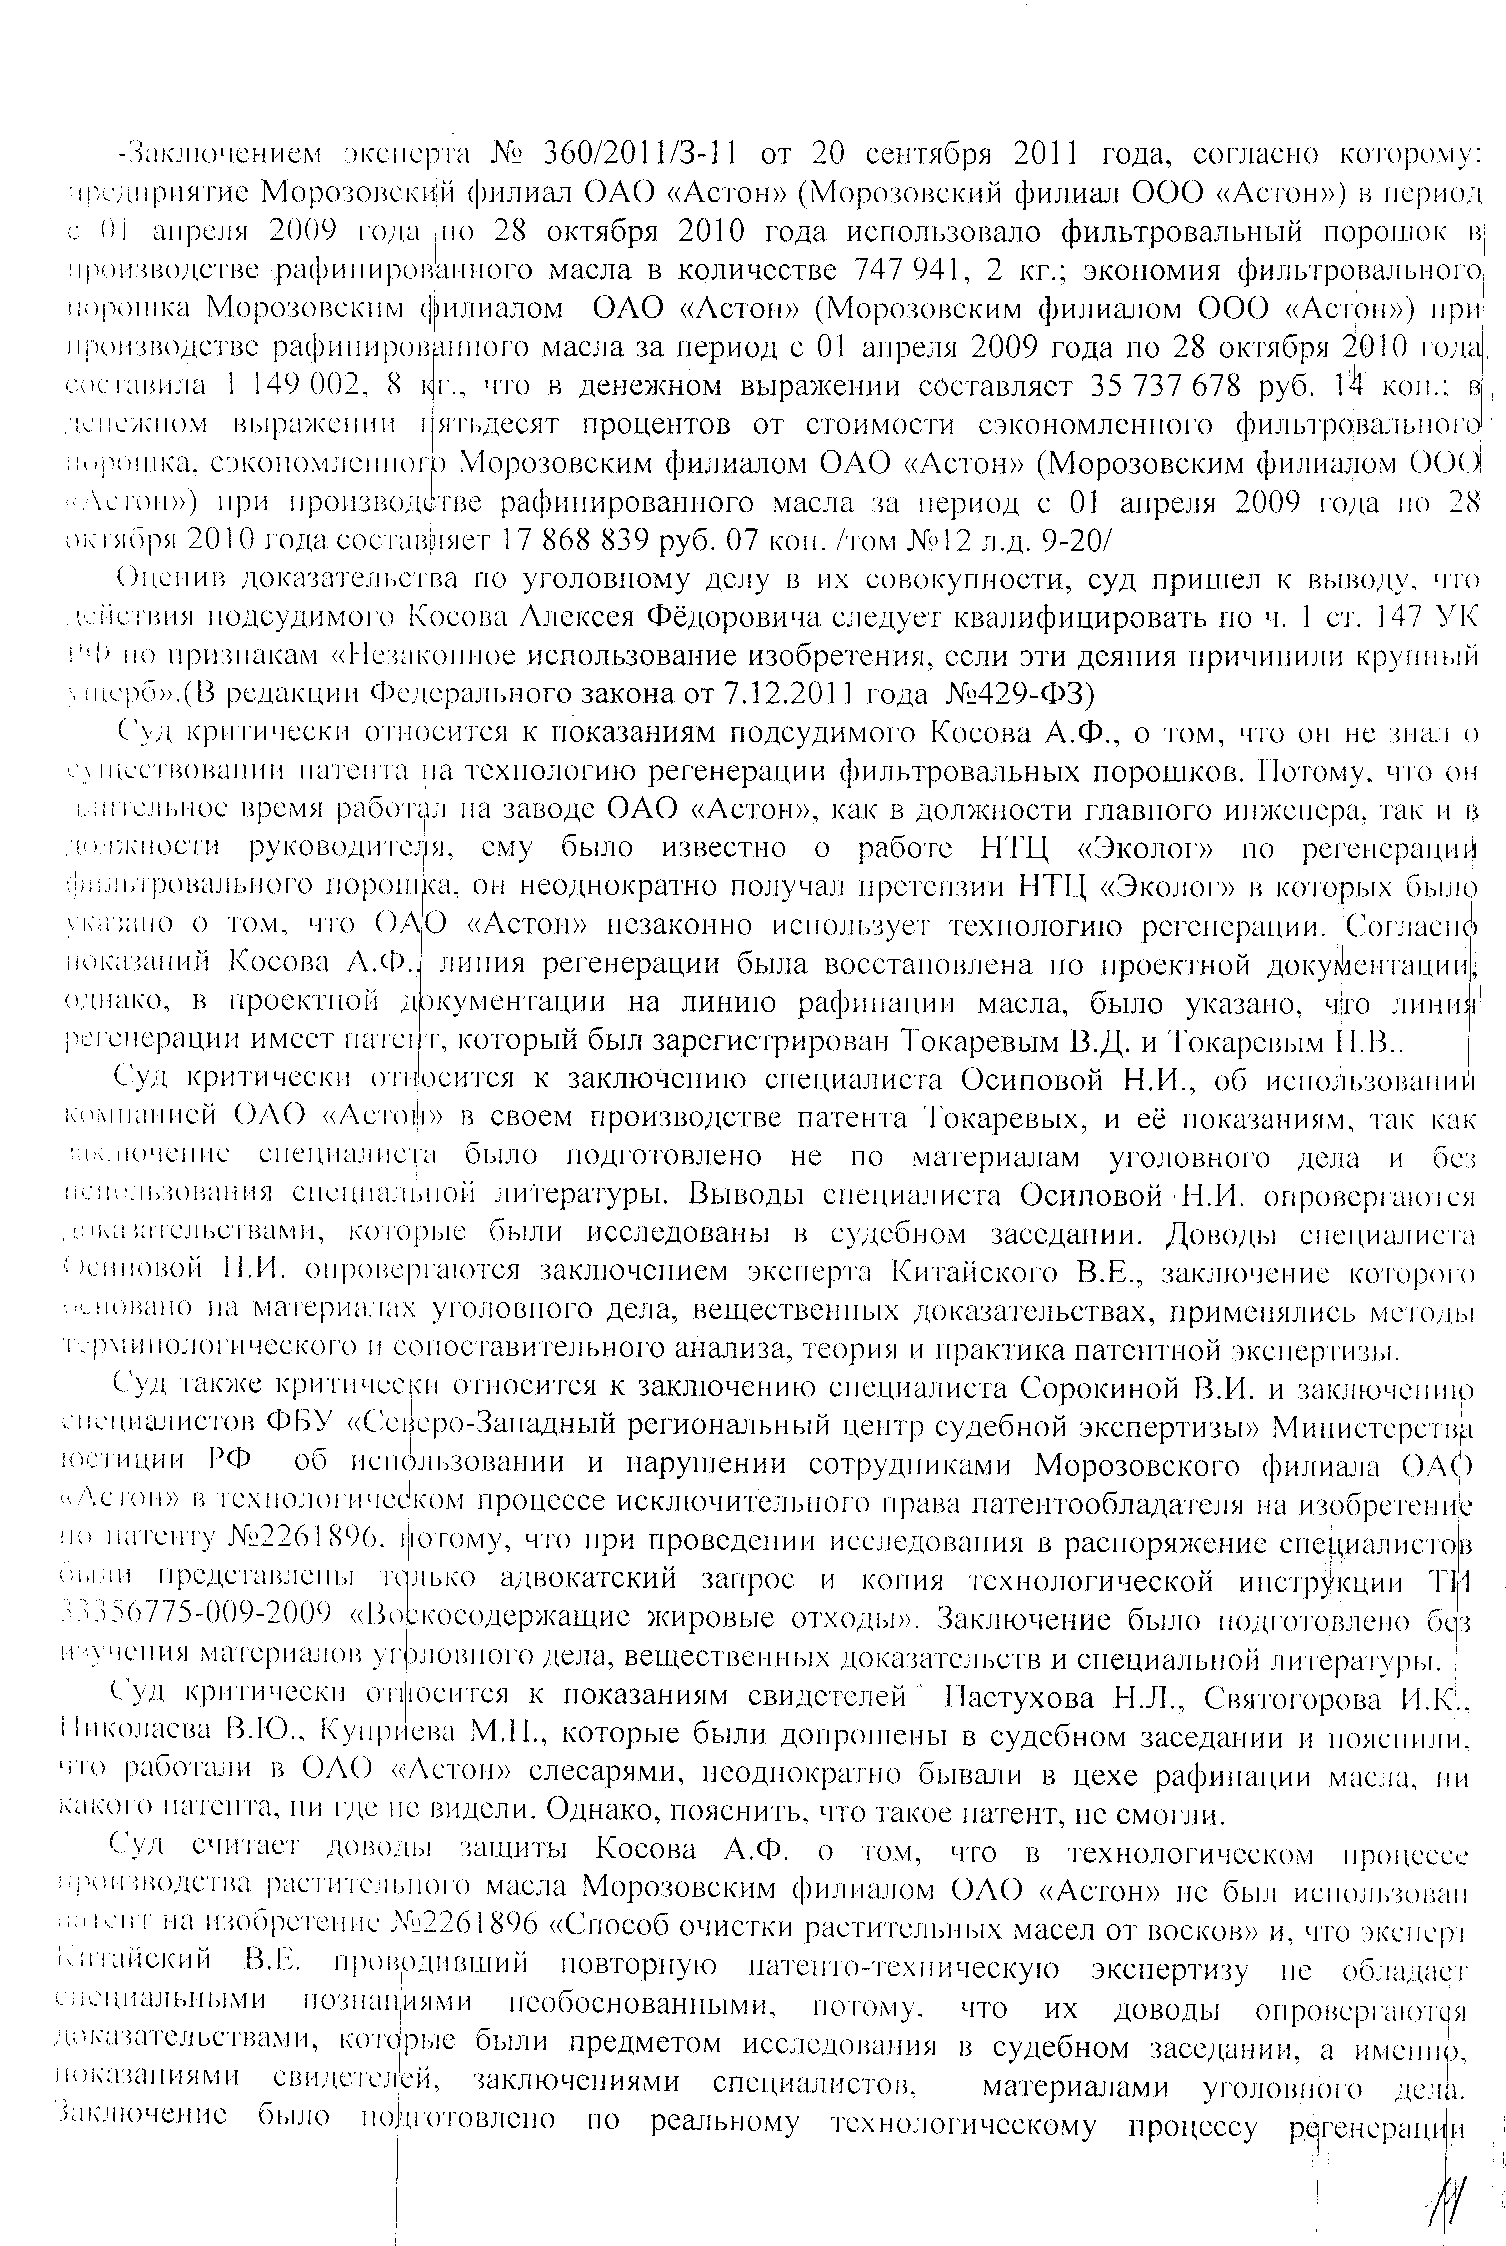 -Заключением эксперта № 360/2011/З-11 от 20 сентября 2011 года, согласно которому:
предприятие Морозовский филиал ОАО «Астон» (Морозовский филиал ООО «Астон») в период
с 01 апреля 2009 года по 28 октября 2010 года использовало фильтровальный порошок в
производстве рафинированного масла в количестве 747 941, 2 кг.; экономия фильтровального
порошка Морозовским филиалом ОАО «Астон» (Морозовским филиалом ООО «Астон») при
производстве рафинированного масла за период с 01 апреля 2009 года по 28 октября 2010 года
составила 1 149 002, 8 кг., что в денежном выражении составляет 35 737 678 руб. 14 коп.; в
денежном выражении пятьдесят процентов от стоимости сэкономленного фильтровального
порошка, сэкономленного Морозовским филиалом ОАО «Астон» (Морозовским филиалом ООО
«Астон») при производстве рафинированного масла за период с 01 апреля 2009 года по 28
октября 2010 года составляет 17 868 839 руб. 07 коп. /том №12 л.д. 9-20/
Оценив доказательства по уголовному делу в их совокупности, суд пришел к выводу, что
действия подсудимого Косова Алексея Фёдоровича следует квалифицировать по ч. 1 ст. 147 УК
РФ по признакам «Незаконное использование изобретения, если эти деяния причинили крупный
ущерб».(В редакции Федерального закона от 7.12.2011 года №429-ФЗ)
Суд критически относится к показаниям подсудимого Косова А.Ф., о том, что он не знал о
существовании патента на технологию регенерации фильтровальных порошков. Потому, что он
длительное время работал на заводе ОАО «Астон», как в должности главного инженера, так и в
должности руководителя, ему было известно о работе НТЦ «Эколог» по регенерации
фильтровального порошка, он неоднократно получал претензии НТЦ «Эколог» в которых было
указано о том, что ОАО «Астон» незаконно использует технологию регенерации. Согласно
показаний Косова А.Ф. линия регенерации была восстановлена по проектной документации,
однако, в проектной документации на линию рафинации масла, было указано, что линия
регенерации имеет патент, который был зарегистрирован Токаревым В.Д. и Токаревым П.В..
Суд критически относится к заключению специалиста Осиповой Н.И., об использовании
компанией ОАО «Астон» в своем производстве патента Токаревых, и её показаниям, так как
заключение специалиста было подготовлено не по материалам уголовного дела и без
использования специальной литературы. Выводы специалиста Осиповой Н.И. опровергаются
доказательствами, которые были исследованы в судебном заседании. Доводы специалиста
Осиповой Н.И. опровергаются заключением эксперта Китайского В.Е., заключение которого
основано на материалах уголовного дела, вещественных доказательствах, применялись методы
терминологического и сопоставительного анализа, теория и практика патентной экспертизы.
Суд также критически относится к заключению специалиста Сорокиной В.И. и заключению
специалистов ФБУ «Северо-Западный региональный центр судебной экспертизы» Министерства
юстиции РФ об использовании и нарушении сотрудниками Морозовского филиала ОАО
«Астон» в технологическом процессе исключительного права патентообладателя на изобретение
по патенту №2261896, потому, что при проведении исследования в распоряжение специалистов
были представлены только адвокатский запрос и копия технологической инструкции ТИ
33356775-009-2009 «Воскосодержащие жировые отходы». Заключение было подготовлено без
изучения материалов уголовного дела, вещественных доказательств и специальной литературы.
Суд критически относится к показаниям свидетелей Пастухова Н.Л., Святогорова И.К.,
Николаева В.Ю., Куприева М.П., которые были допрошены в судебном заседании и пояснили,
что работали в ОАО «Астон» слесарями, неоднократно бывали в цехе рафинации масла, ни
какого патента, ни где не видели. Однако, пояснить, что такое патент, не смогли.
Суд считает доводы защиты Косова А.Ф. о том, что в технологическом процессе
производства растительного масла Морозовским филиалом ОАО «Астон» не был использован
патент на изобретение №2261896 «Способ очистки растительных масел от восков» и, что эксперт
Китайский В.Е. проводивший повторную патенто-техническую экспертизу не обладает
специальными познаниями необоснованными, потому, что их доводы опровергаются
доказательствами, которые были предметом исследования в судебном заседании, а именно,
показаниями свидетелей, заключениями специалистов, материалами уголовного дела.
Заключение было подготовлено по реальному технологическому процессу регенерации